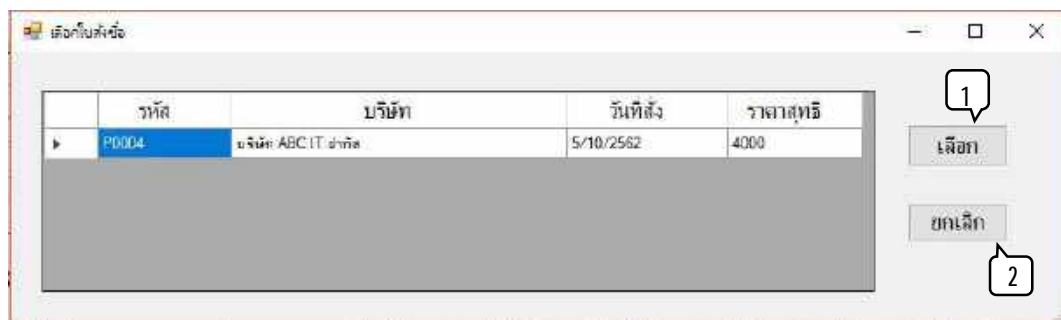 เลือกใบสั่งซื้อ
รหัส บริษัท วันที่สั่ง ราคาสุทธิ
P0004 บริษัท ABC IT จำกัด 5/10/2562 4000
1
เลือก
ยกเลิก
2